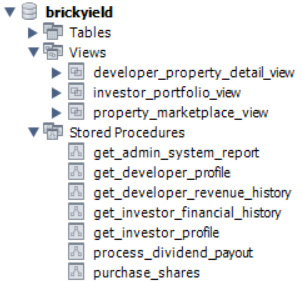 brickyield
Tables
Views
developer_property_detail_view
investor_portfolio_view
property_marketplace_view
Stored Procedures
get_admin_system_report
get_developer_profile
get_developer_revenue_history
get_investor_financial_history
get_investor_profile
process_dividend_payout
purchase_shares